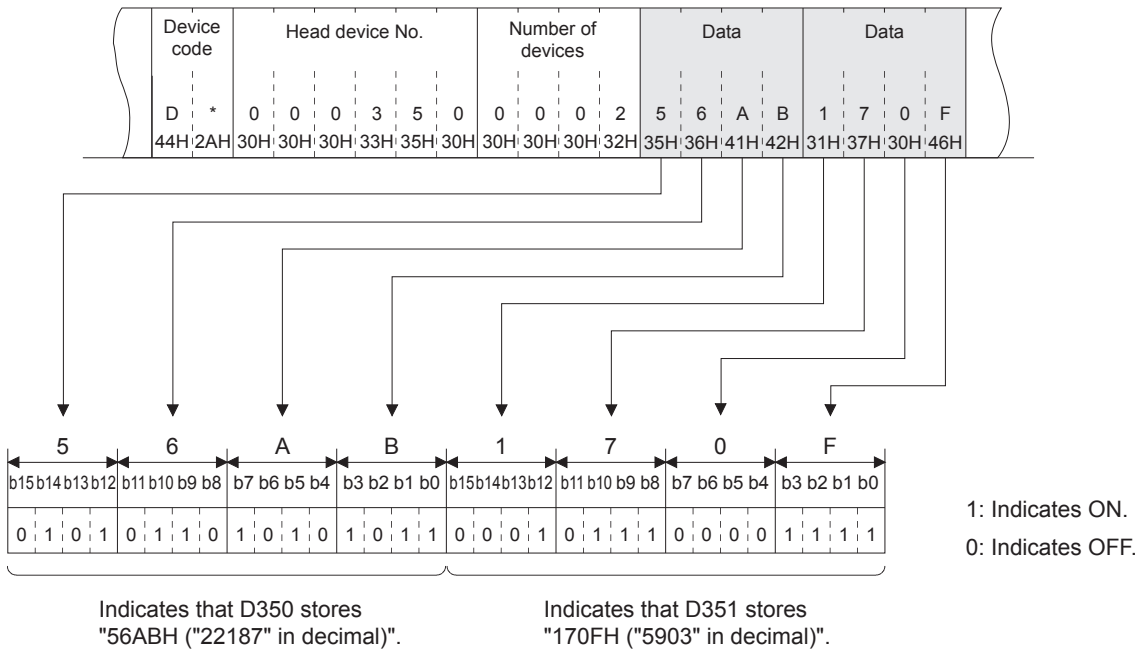 Device code Head device No. Number of devices Data Data
D * 0 0 0 3 5 0 0 0 0 2 5 6 A B 1 7 0 F
44H 2AH 30H 30H 30H 33H 35H 30H 30H 30H 30H 32H 35H 36H 41H 42H 31H 37H 30H 46H
5 6 A B 1 7 0 F
b15 b14 b13 b12 b11 b10 b9 b8 b7 b6 b5 b4 b3 b2 b1 b0 b15 b14 b13 b12 b11 b10 b9 b8 b7 b6 b5 b4 b3 b2 b1 b0
0 1 0 1 0 1 1 0 1 0 1 0 1 0 1 1 0 0 0 1 0 1 1 1 0 0 0 0 1 1 1 1
1: Indicates ON.
0: Indicates OFF.
Indicates that D350 stores
"56ABH ("22187" in decimal)".
Indicates that D351 stores
"170FH ("5903" in decimal)".